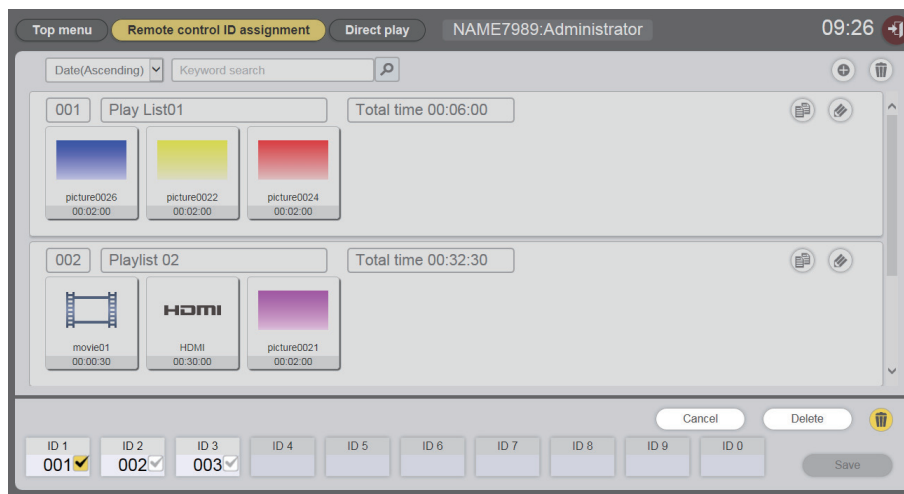 Top menu Remote control ID assignment Direct play NAME7989:Administrator 09:26
Date(Ascending) Keyword search
001 Play List01 Total time 00:06:00
picture0026 picture0022 picture0024
00:02:00 00:02:00 00:02:00
002 Playlist 02 Total time 00:32:30
HDMI
movie01 HDMI picture0021
00:00:30 00:30:00 00:02:00
Cancel Delete
ID 1 ID 2 ID 3 ID 4 ID 5 ID 6 ID 7 ID 8 ID 9 ID 0
001 002 003 Save